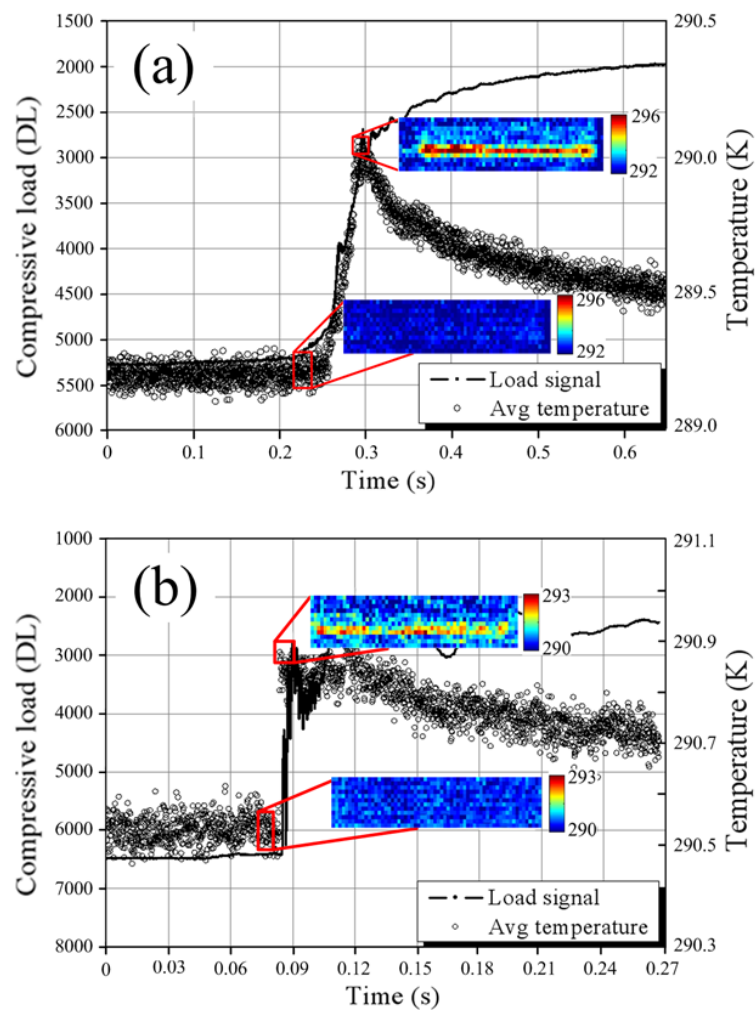 (a)
Compressive load (DL)
1500
2000
2500
3000
3500
4000
4500
5000
5500
6000
290.5
290.0
289.5
289.0
Temperature (K)
296
292
296
292
Load signal
Avg temperature
0 0.1 0.2 0.3 0.4 0.5 0.6
Time (s)
(b)
Compressive load (DL)
1000
2000
3000
4000
5000
6000
7000
8000
291.1
290.9
290.7
290.5
290.3
Temperature (K)
293
290
293
290
Load signal
Avg temperature
0 0.03 0.06 0.09 0.12 0.15 0.18 0.21 0.24 0.27
Time (s)